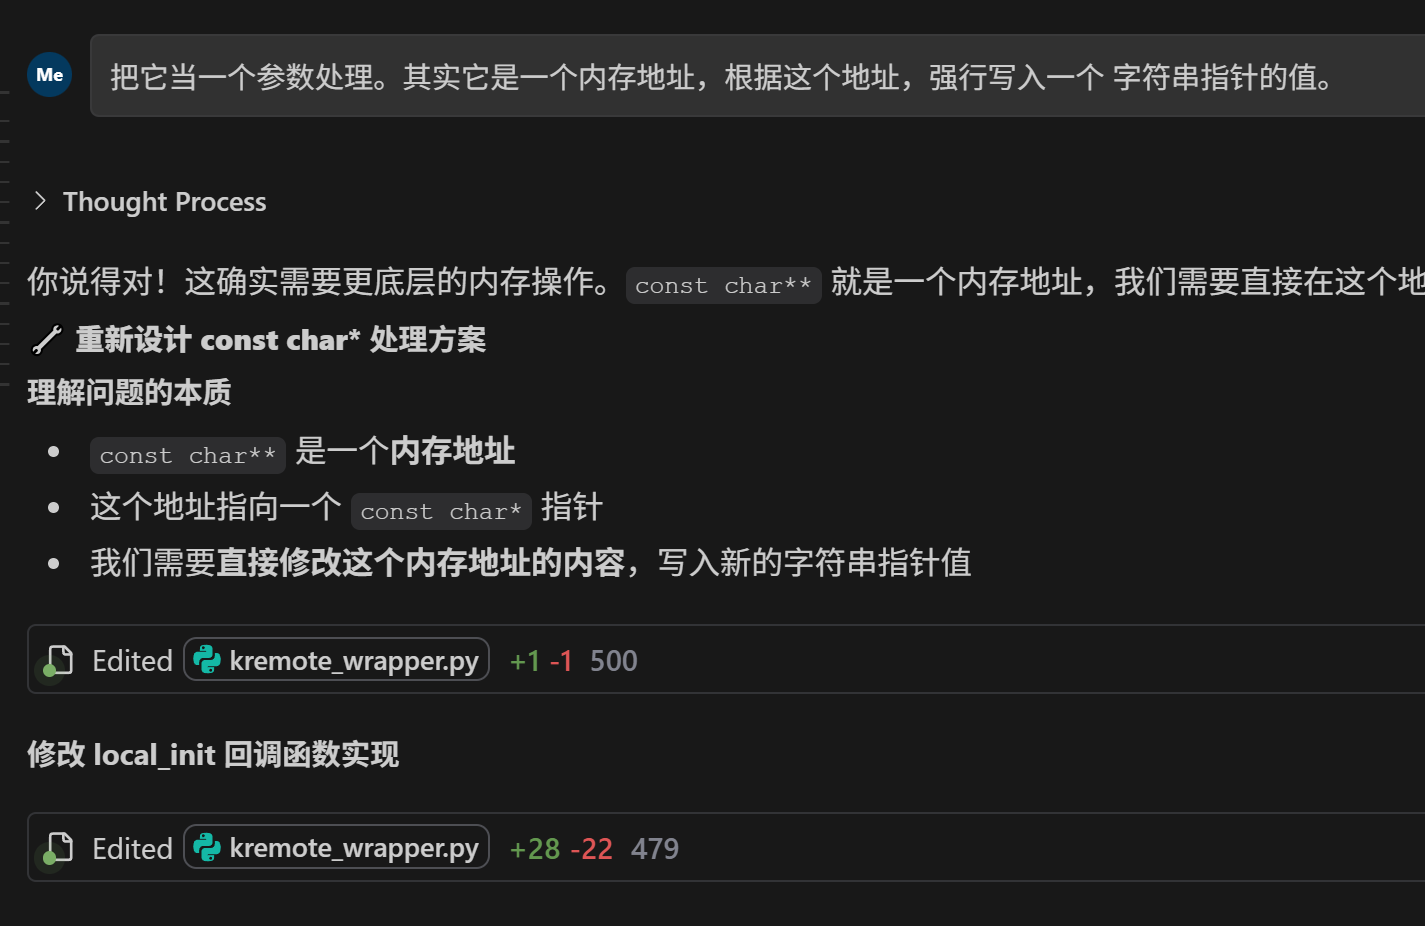 Me
把它当一个参数处理。其实它是一个内存地址，根据这个地址，强行写入一个 字符串指针的值。
Thought Process
你说得对！这确实需要更底层的内存操作。const char** 就是一个内存地址，我们需要直接在这个地
重新设计 const char* 处理方案
理解问题的本质
const char** 是一个内存地址
这个地址指向一个 const char* 指针
我们需要直接修改这个内存地址的内容，写入新的字符串指针值
Edited kremote_wrapper.py +1 -1 500
修改 local_init 回调函数实现
Edited kremote_wrapper.py +28 -22 479